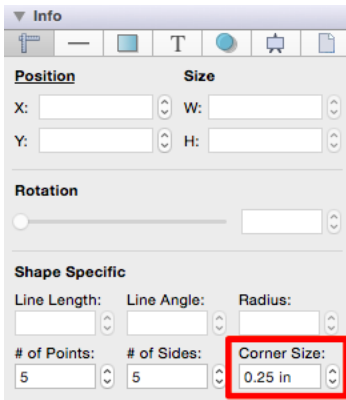 Info
T
Position Size
X: W:
Y: H:
Rotation
Shape Specific
Line Length: Line Angle: Radius:
# of Points: # of Sides: Corner Size:
5 5 0.25 in